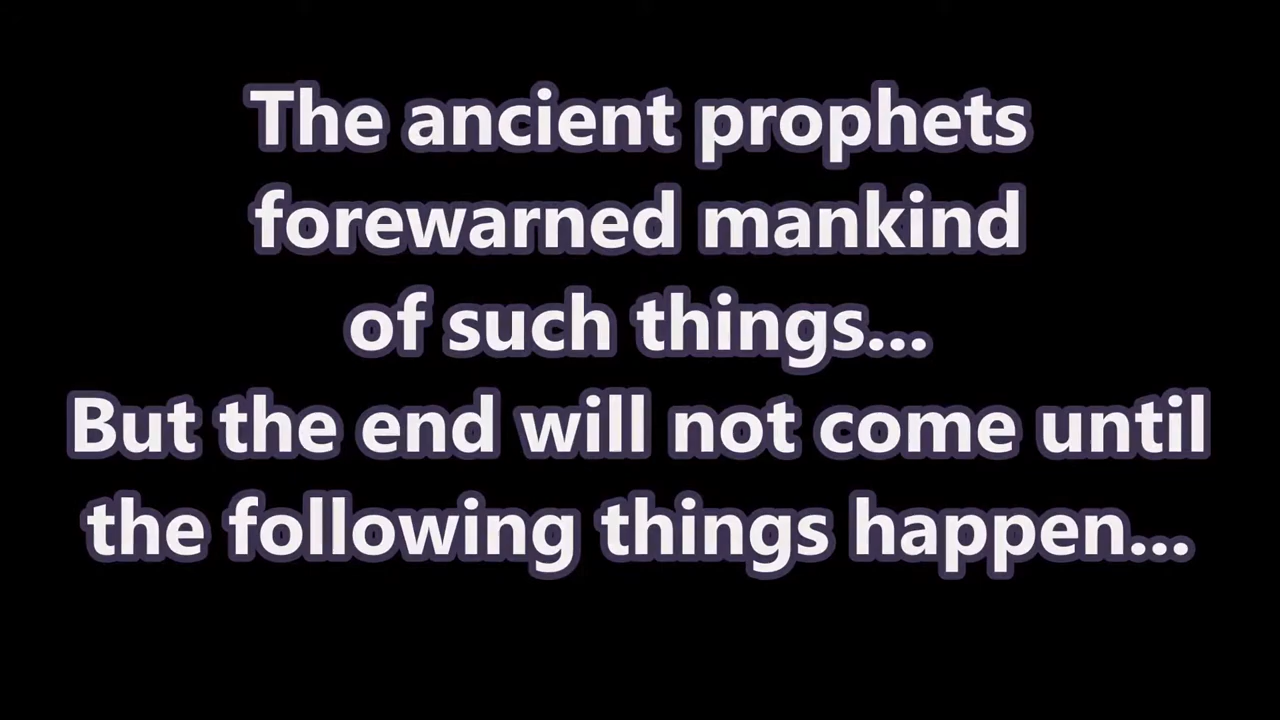 The ancient prophets
forewarned mankind
of such things...
But the end will not come until
the following things happen...